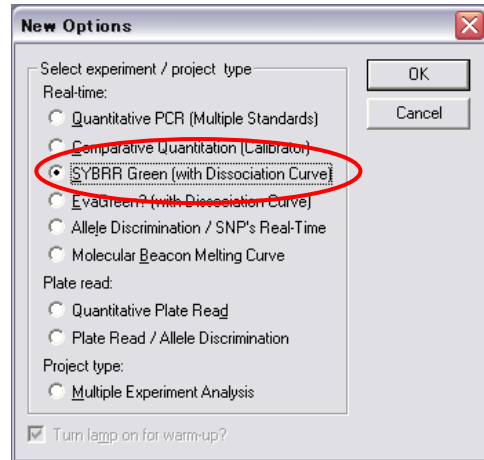 New Options
Select experiment / project type
Real-time:
Quantitative PCR (Multiple Standards)
Comparative Quantitation (Calibrator)
SYBRR Green (with Dissociation Curve)
EvaGreen? (with Dissociation Curve)
Allele Discrimination / SNP's Real-Time
Molecular Beacon Melting Curve
Plate read:
Quantitative Plate Read
Plate Read / Allele Discrimination
Project type:
Multiple Experiment Analysis
Turn lamp on for warm-up?
OK
Cancel